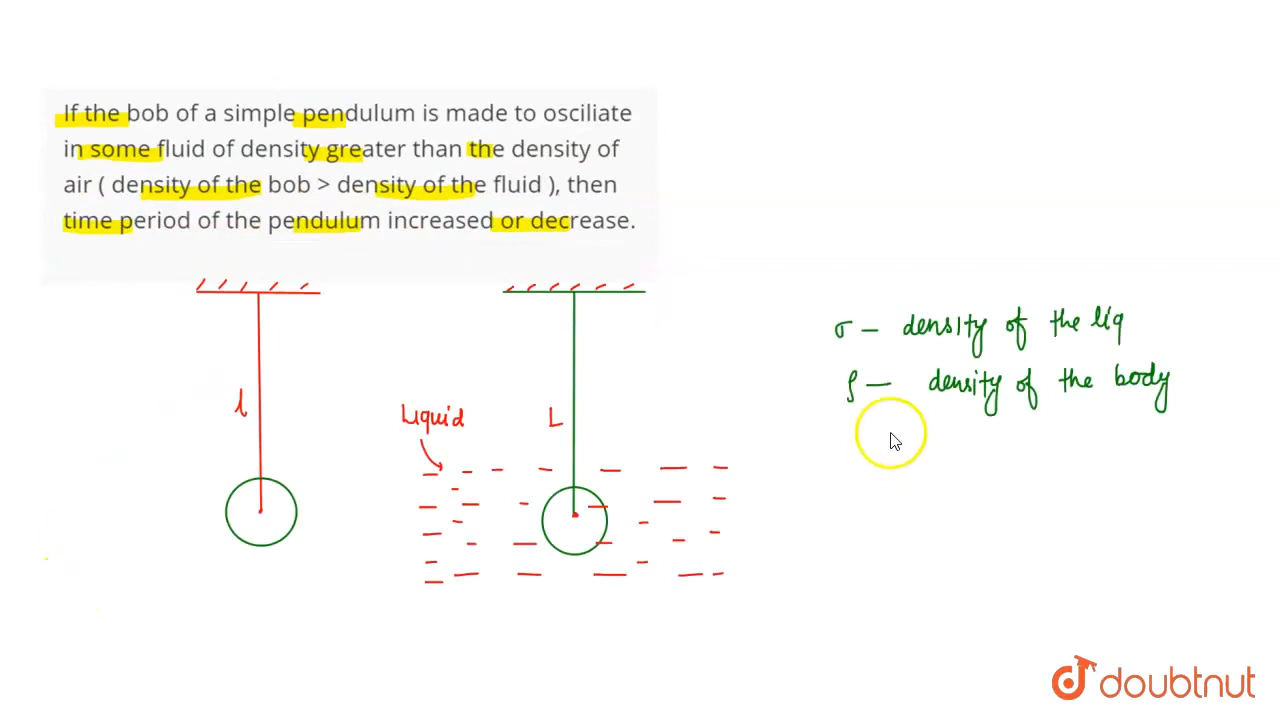 If the bob of a simple pendulum is made to osciliate
in some fluid of density greater than the density of
air ( density of the bob > density of the fluid ), then
time period of the pendulum increased or decrease.
σ – density of the liq
ρ – density of the body
l
Liquid
L
doubtnut